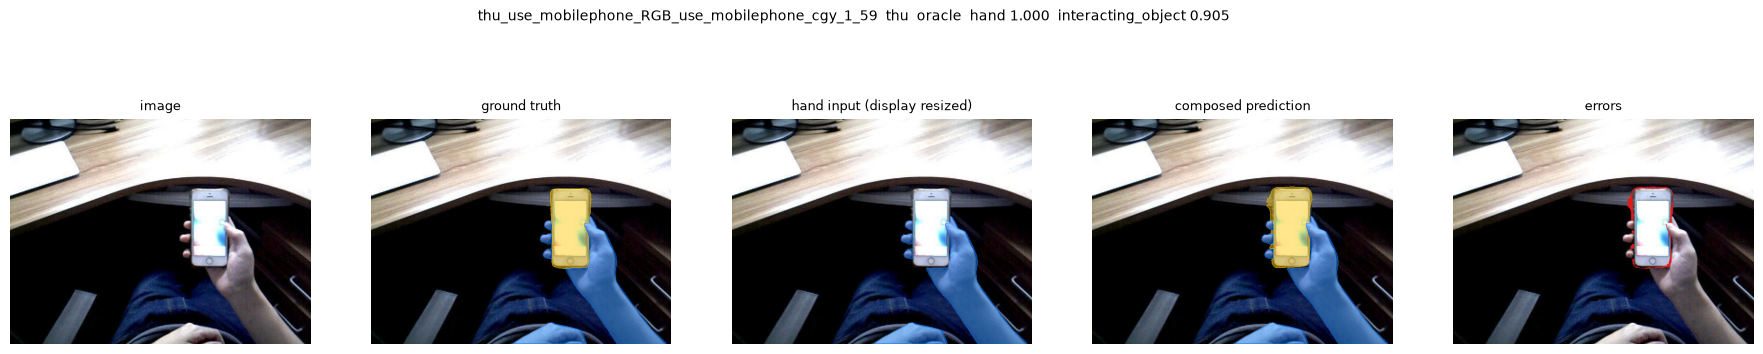 thu_use_mobilephone_RGB_use_mobilephone_cgy_1_59 thu oracle hand 1.000 interacting_object 0.905
image
ground truth
hand input (display resized)
composed prediction
errors